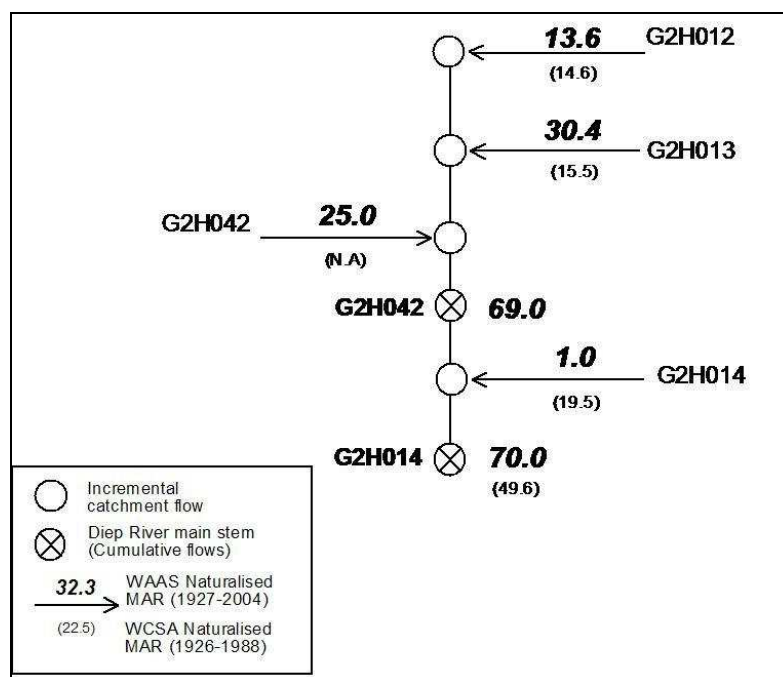 13.6 G2H012
(14.6)
30.4
G2H013
(15.5)
25.0
G2H042
(N.A)
G2H042 69.0
1.0
G2H014
(19.5)
G2H014 70.0
(49.6)
Incremental
catchment flow
Diep River main stem
(Cumulative flows)
32.3 WAAS Naturalised
MAR (1927-2004)
(22.5) WCSA Naturalised
MAR (1926-1988)